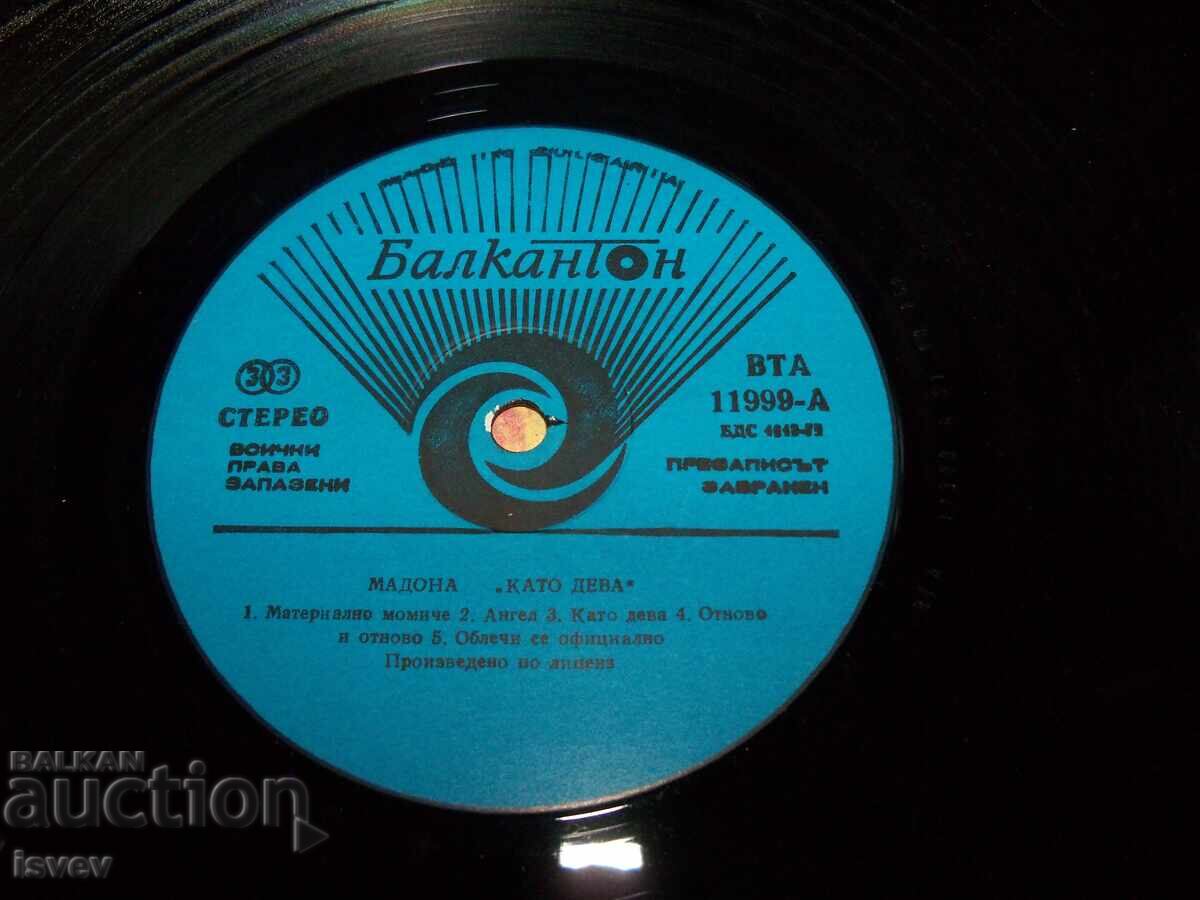 MADE IN BULGARIA
Балкантон
33
СТЕРЕО
ВСИЧКИ
ПРАВА
ЗАПАЗЕНИ
ВТА
11999-А
БДС
ПРЕЗАПИСЪТ
ЗАБРАНЕН
МАДОНА „КАТО ДЕВА"
1. Материално момиче 2. Ангел 3. Като дева 4. Отново
и отново 5. Облечи се официално
Произведено по лиценз
BALKAN
auction
isvev